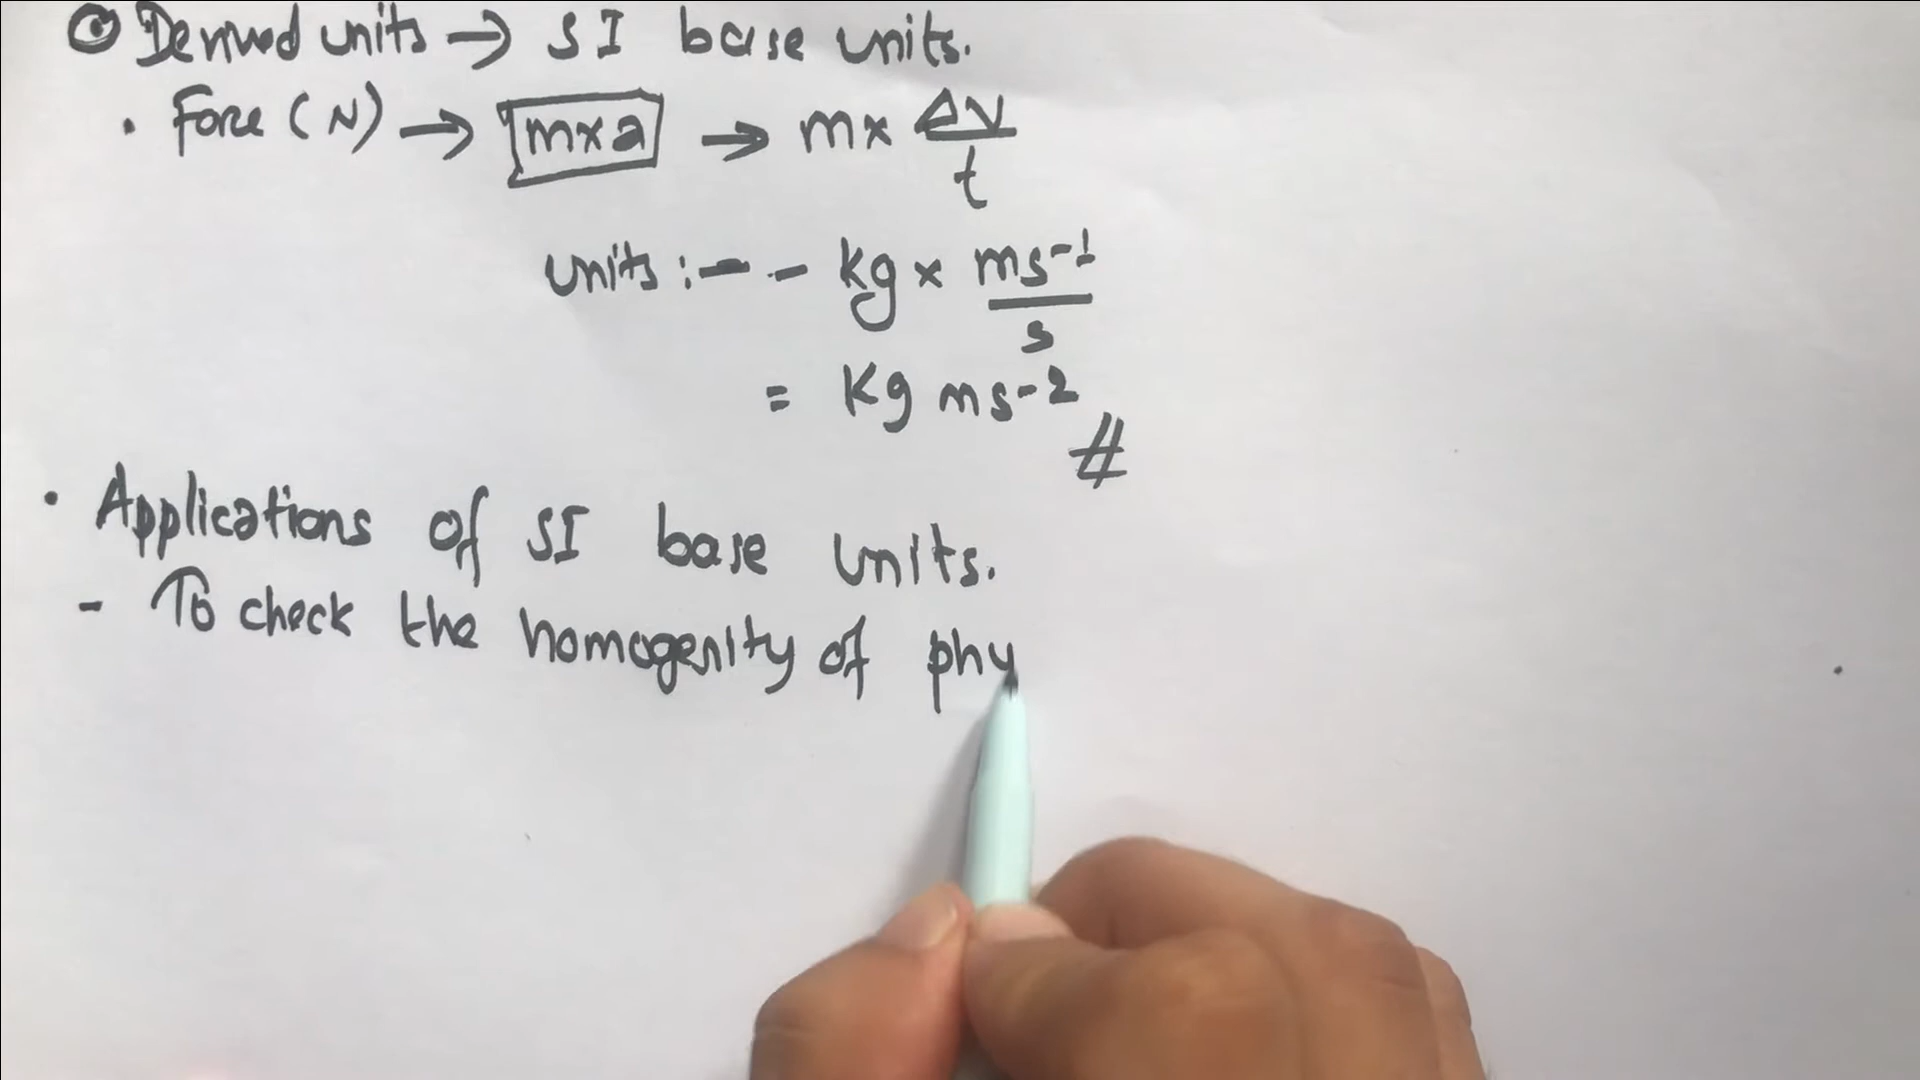 Derived units → SI base units.
· Force (N) → m×a → m× Δv/t
units :- - kg × ms-1/s
= kg ms-2
#
· Applications of SI base units.
- To check the homogenity of phy